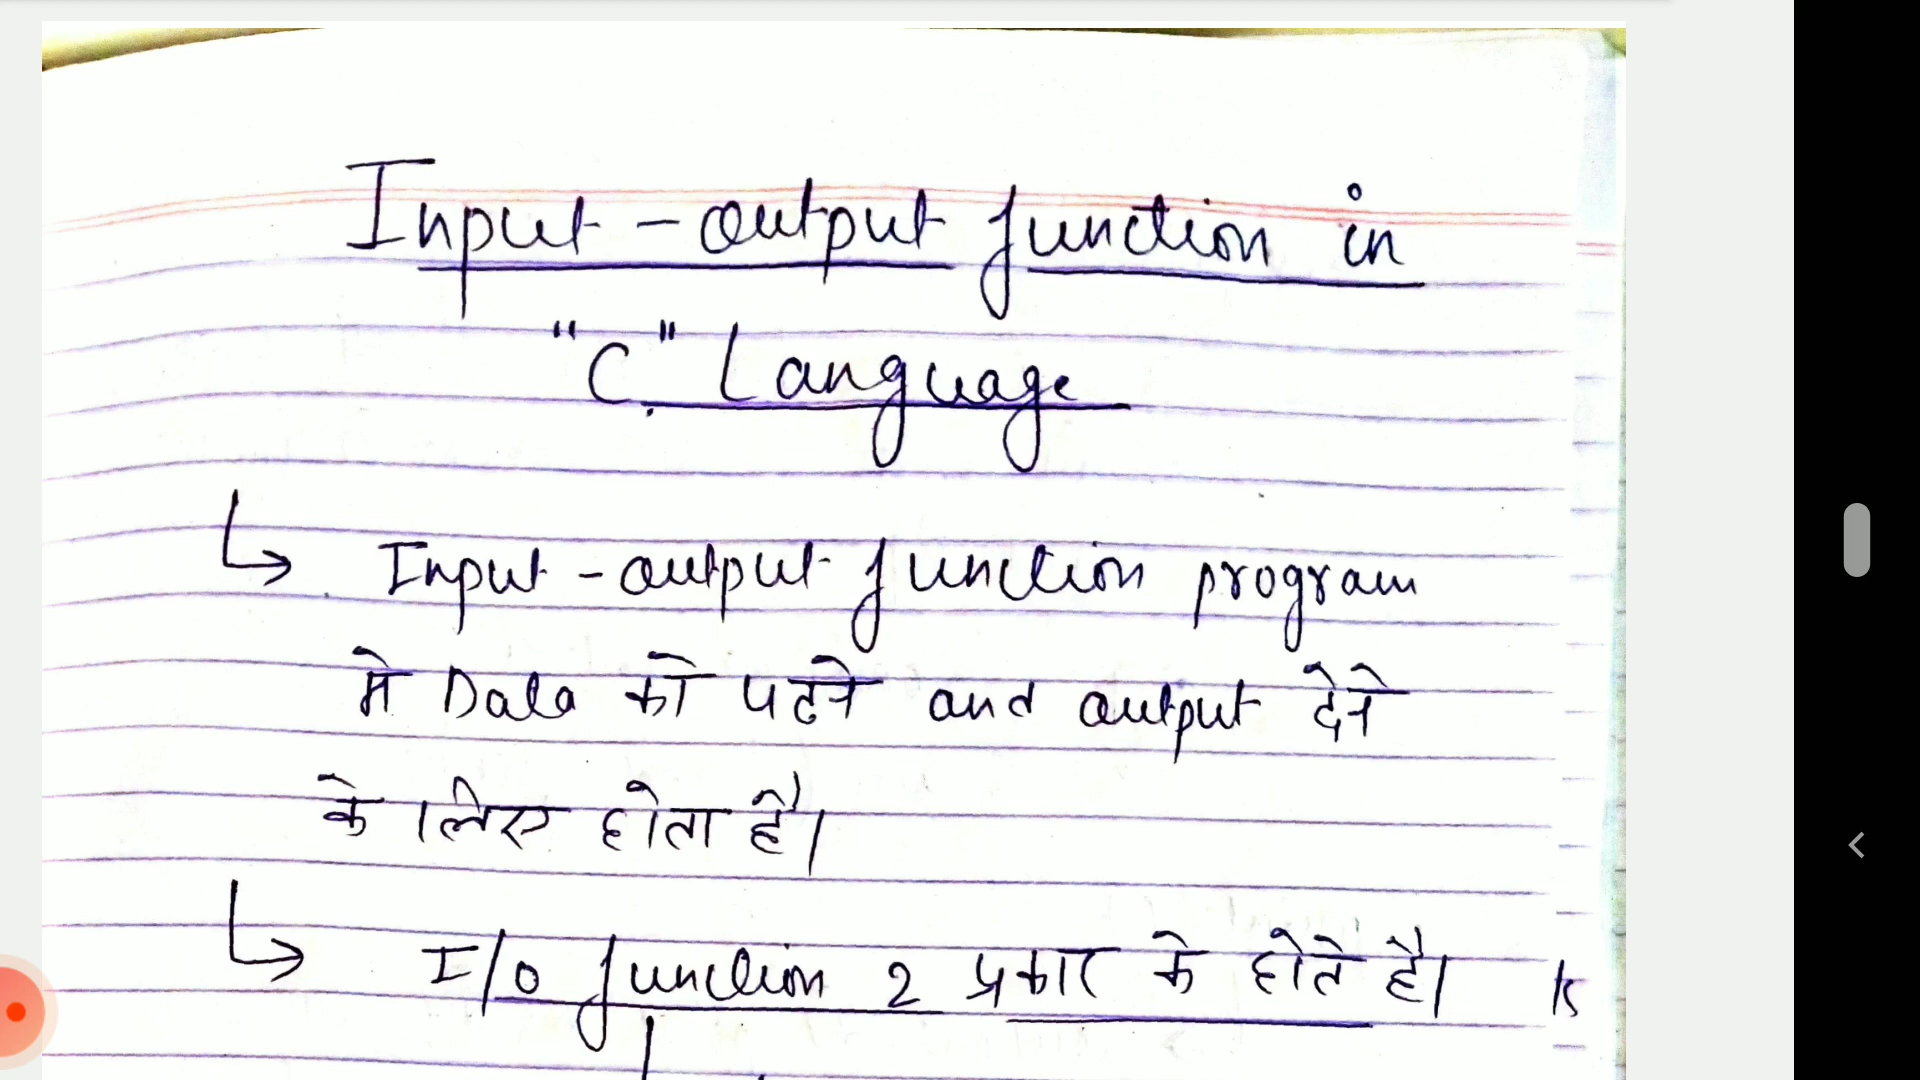 Input - output function in
"C" Language
↳ Input - output function program
मे Data को पढने and output देने
के लिए होता है।
↳ I/O function 2 प्रकार के होते है।